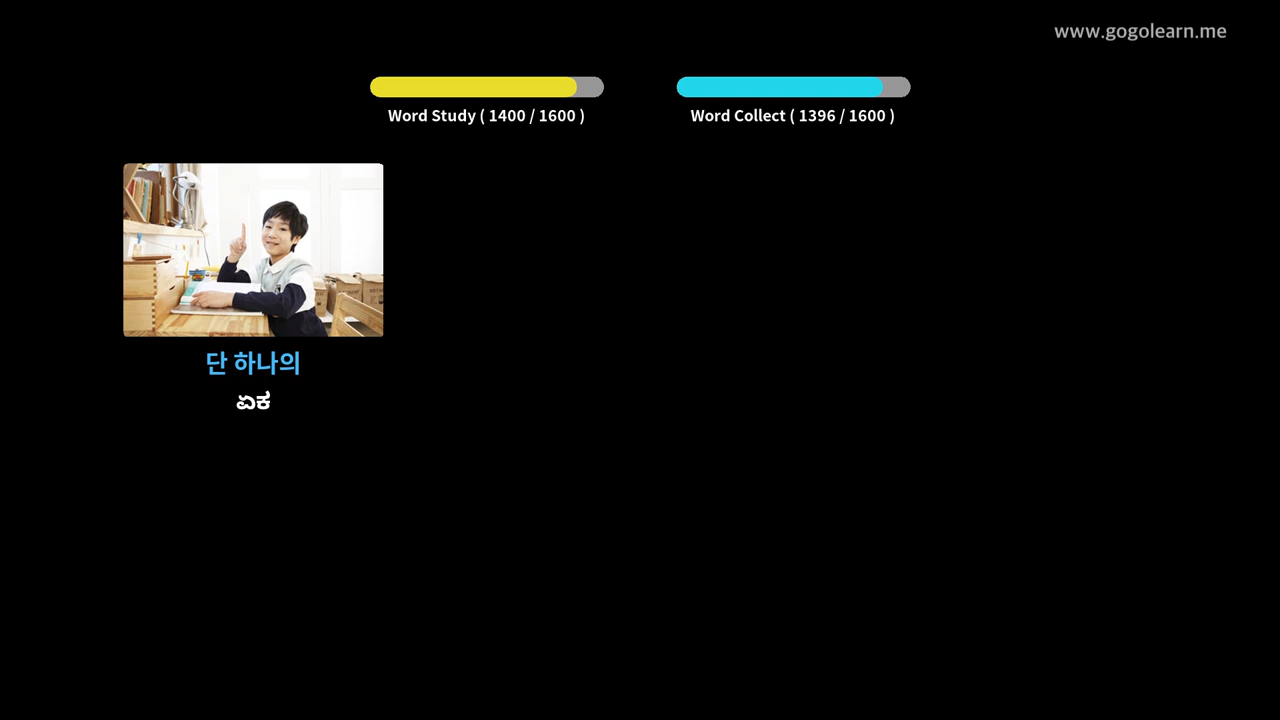 www.gogolearn.me
Word Study ( 1400 / 1600 )
Word Collect ( 1396 / 1600 )
단 하나의
ಏಕ